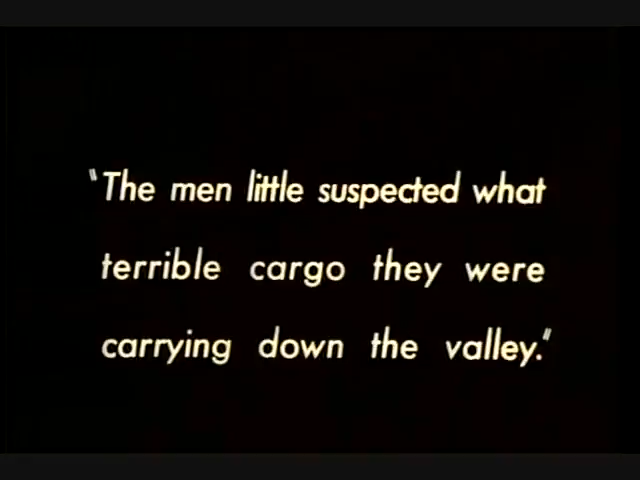 "The men little suspected what
terrible cargo they were
carrying down the valley."